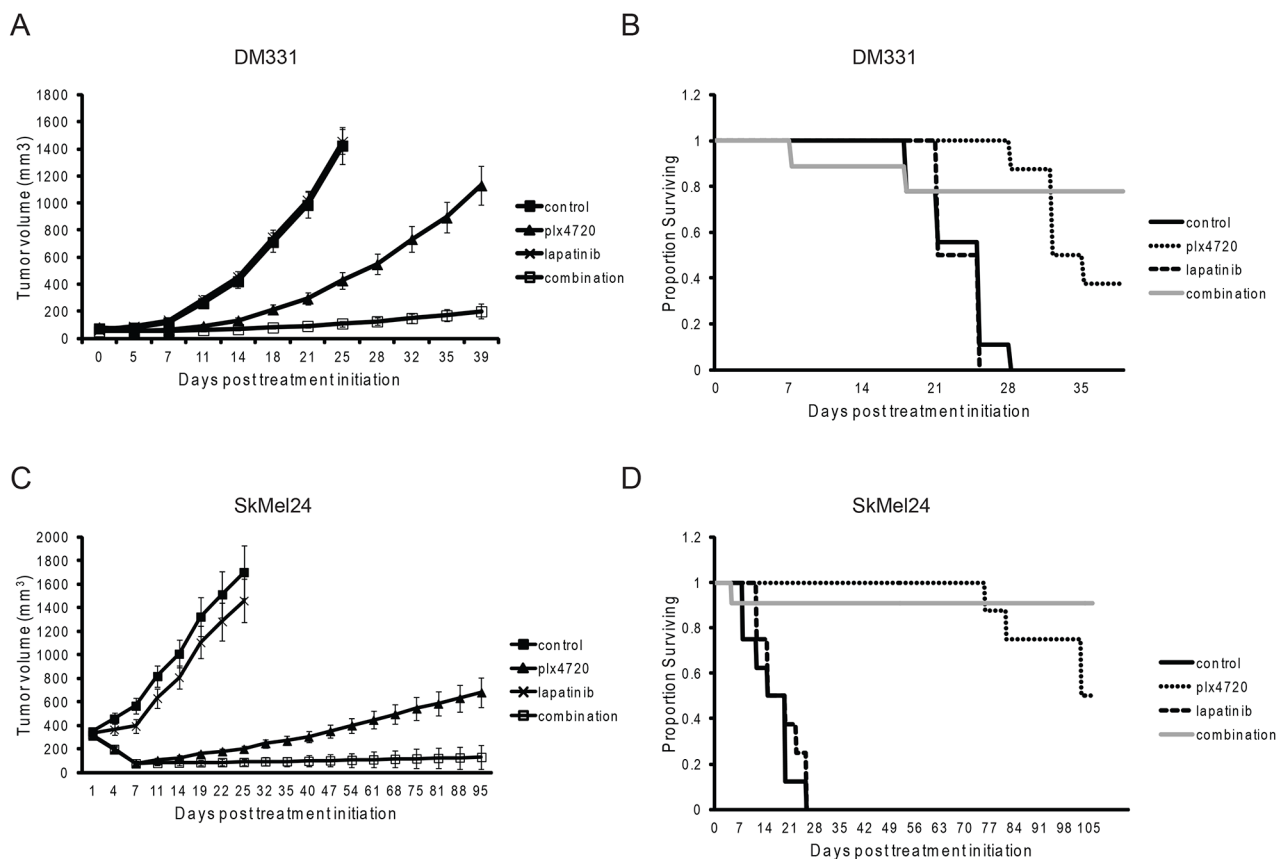 A
DM331
1800
1600
1400
1200
1000
800
600
400
200
0
Tumor volume (mm3)
0 5 7 11 14 18 21 25 28 32 35 39
Days post treatment initiation
control
plx4720
lapatinib
combination
B
DM331
1.2
1
0.8
0.6
0.4
0.2
0
Proportion Surviving
0 7 14 21 28 35
Days post treatment initiation
control
plx4720
lapatinib
combination
C
SkMel24
2000
1800
1600
1400
1200
1000
800
600
400
200
0
Tumor volume (mm³)
1 4 7 11 14 19 22 25 32 35 40 47 54 61 68 75 81 88 95
Days post treatment initiation
control
plx4720
lapatinib
combination
D
SkMel24
1.2
1
0.8
0.6
0.4
0.2
0
Proportion Surviving
0 7 14 21 28 35 42 49 56 63 70 77 84 91 98 105
Days post treatment initiation
control
plx4720
lapatinib
combination